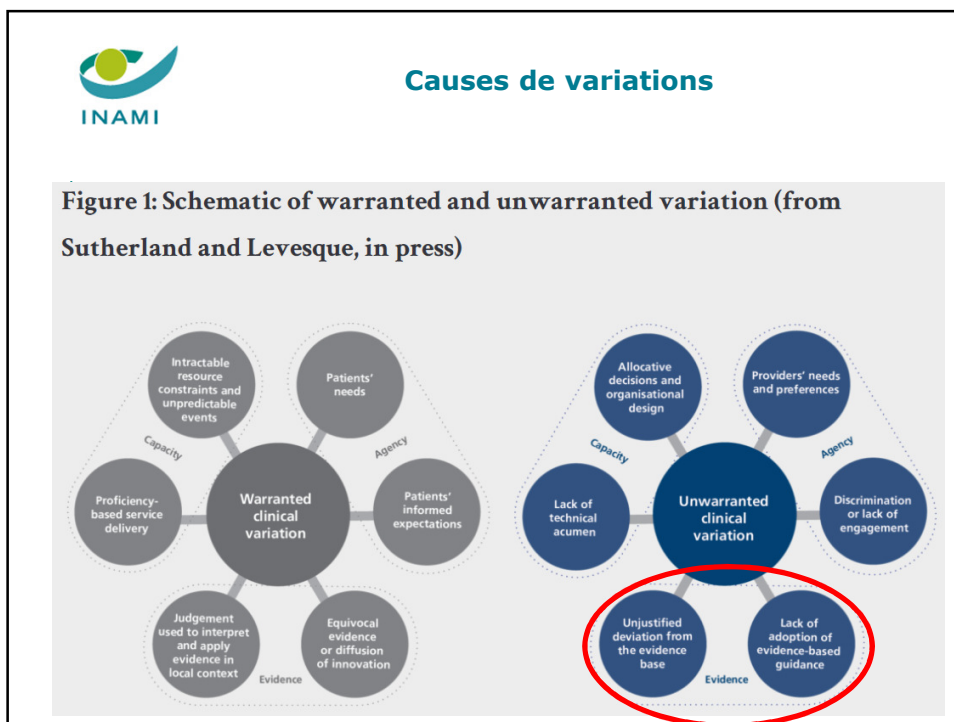 INAMI
Causes de variations
Figure 1: Schematic of warranted and unwarranted variation (from
Sutherland and Levesque, in press)
Intractable
resource
constraints and
unpredictable
events
Patients'
needs
Capacity
Agency
Proficiency-
based service
delivery
Warranted
clinical
variation
Patients'
informed
expectations
Judgement
used to interpret
and apply
evidence in
local context
Equivocal
evidence
or diffusion
of innovation
Evidence
Allocative
decisions and
organisational
design
Providers' needs
and preferences
Capacity
Agency
Lack of
technical
acumen
Unwarranted
clinical
variation
Discrimination
or lack of
engagement
Unjustified
deviation from
the evidence
base
Lack of
adoption of
evidence-based
guidance
Evidence